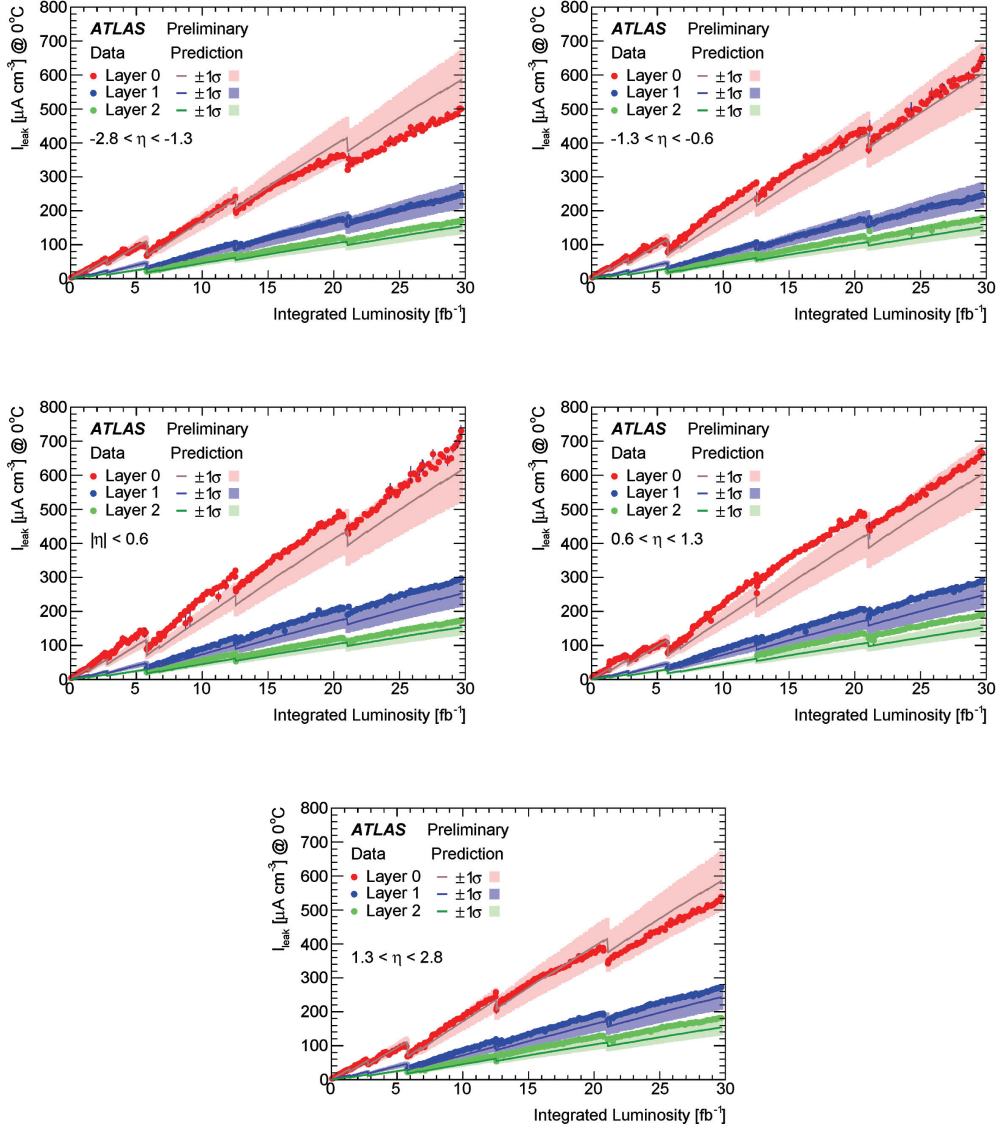 I_leak [μA cm⁻³] @ 0°C
800
700
600
500
400
300
200
100
0
ATLAS Preliminary
Data Prediction
Layer 0 ±1σ
Layer 1 ±1σ
Layer 2 ±1σ
-2.8 < η < -1.3
0 5 10 15 20 25 30
Integrated Luminosity [fb⁻¹]
I_leak [μA cm⁻³] @ 0°C
800
700
600
500
400
300
200
100
0
ATLAS Preliminary
Data Prediction
Layer 0 ±1σ
Layer 1 ±1σ
Layer 2 ±1σ
-1.3 < η < -0.6
0 5 10 15 20 25 30
Integrated Luminosity [fb⁻¹]
I_leak [μA cm⁻³] @ 0°C
800
700
600
500
400
300
200
100
0
ATLAS Preliminary
Data Prediction
Layer 0 ±1σ
Layer 1 ±1σ
Layer 2 ±1σ
|η| < 0.6
0 5 10 15 20 25 30
Integrated Luminosity [fb⁻¹]
I_leak [μA cm⁻³] @ 0°C
800
700
600
500
400
300
200
100
0
ATLAS Preliminary
Data Prediction
Layer 0 ±1σ
Layer 1 ±1σ
Layer 2 ±1σ
0.6 < η < 1.3
0 5 10 15 20 25 30
Integrated Luminosity [fb⁻¹]
I_leak [μA cm⁻³] @ 0°C
800
700
600
500
400
300
200
100
0
ATLAS Preliminary
Data Prediction
Layer 0 ±1σ
Layer 1 ±1σ
Layer 2 ±1σ
1.3 < η < 2.8
0 5 10 15 20 25 30
Integrated Luminosity [fb⁻¹]